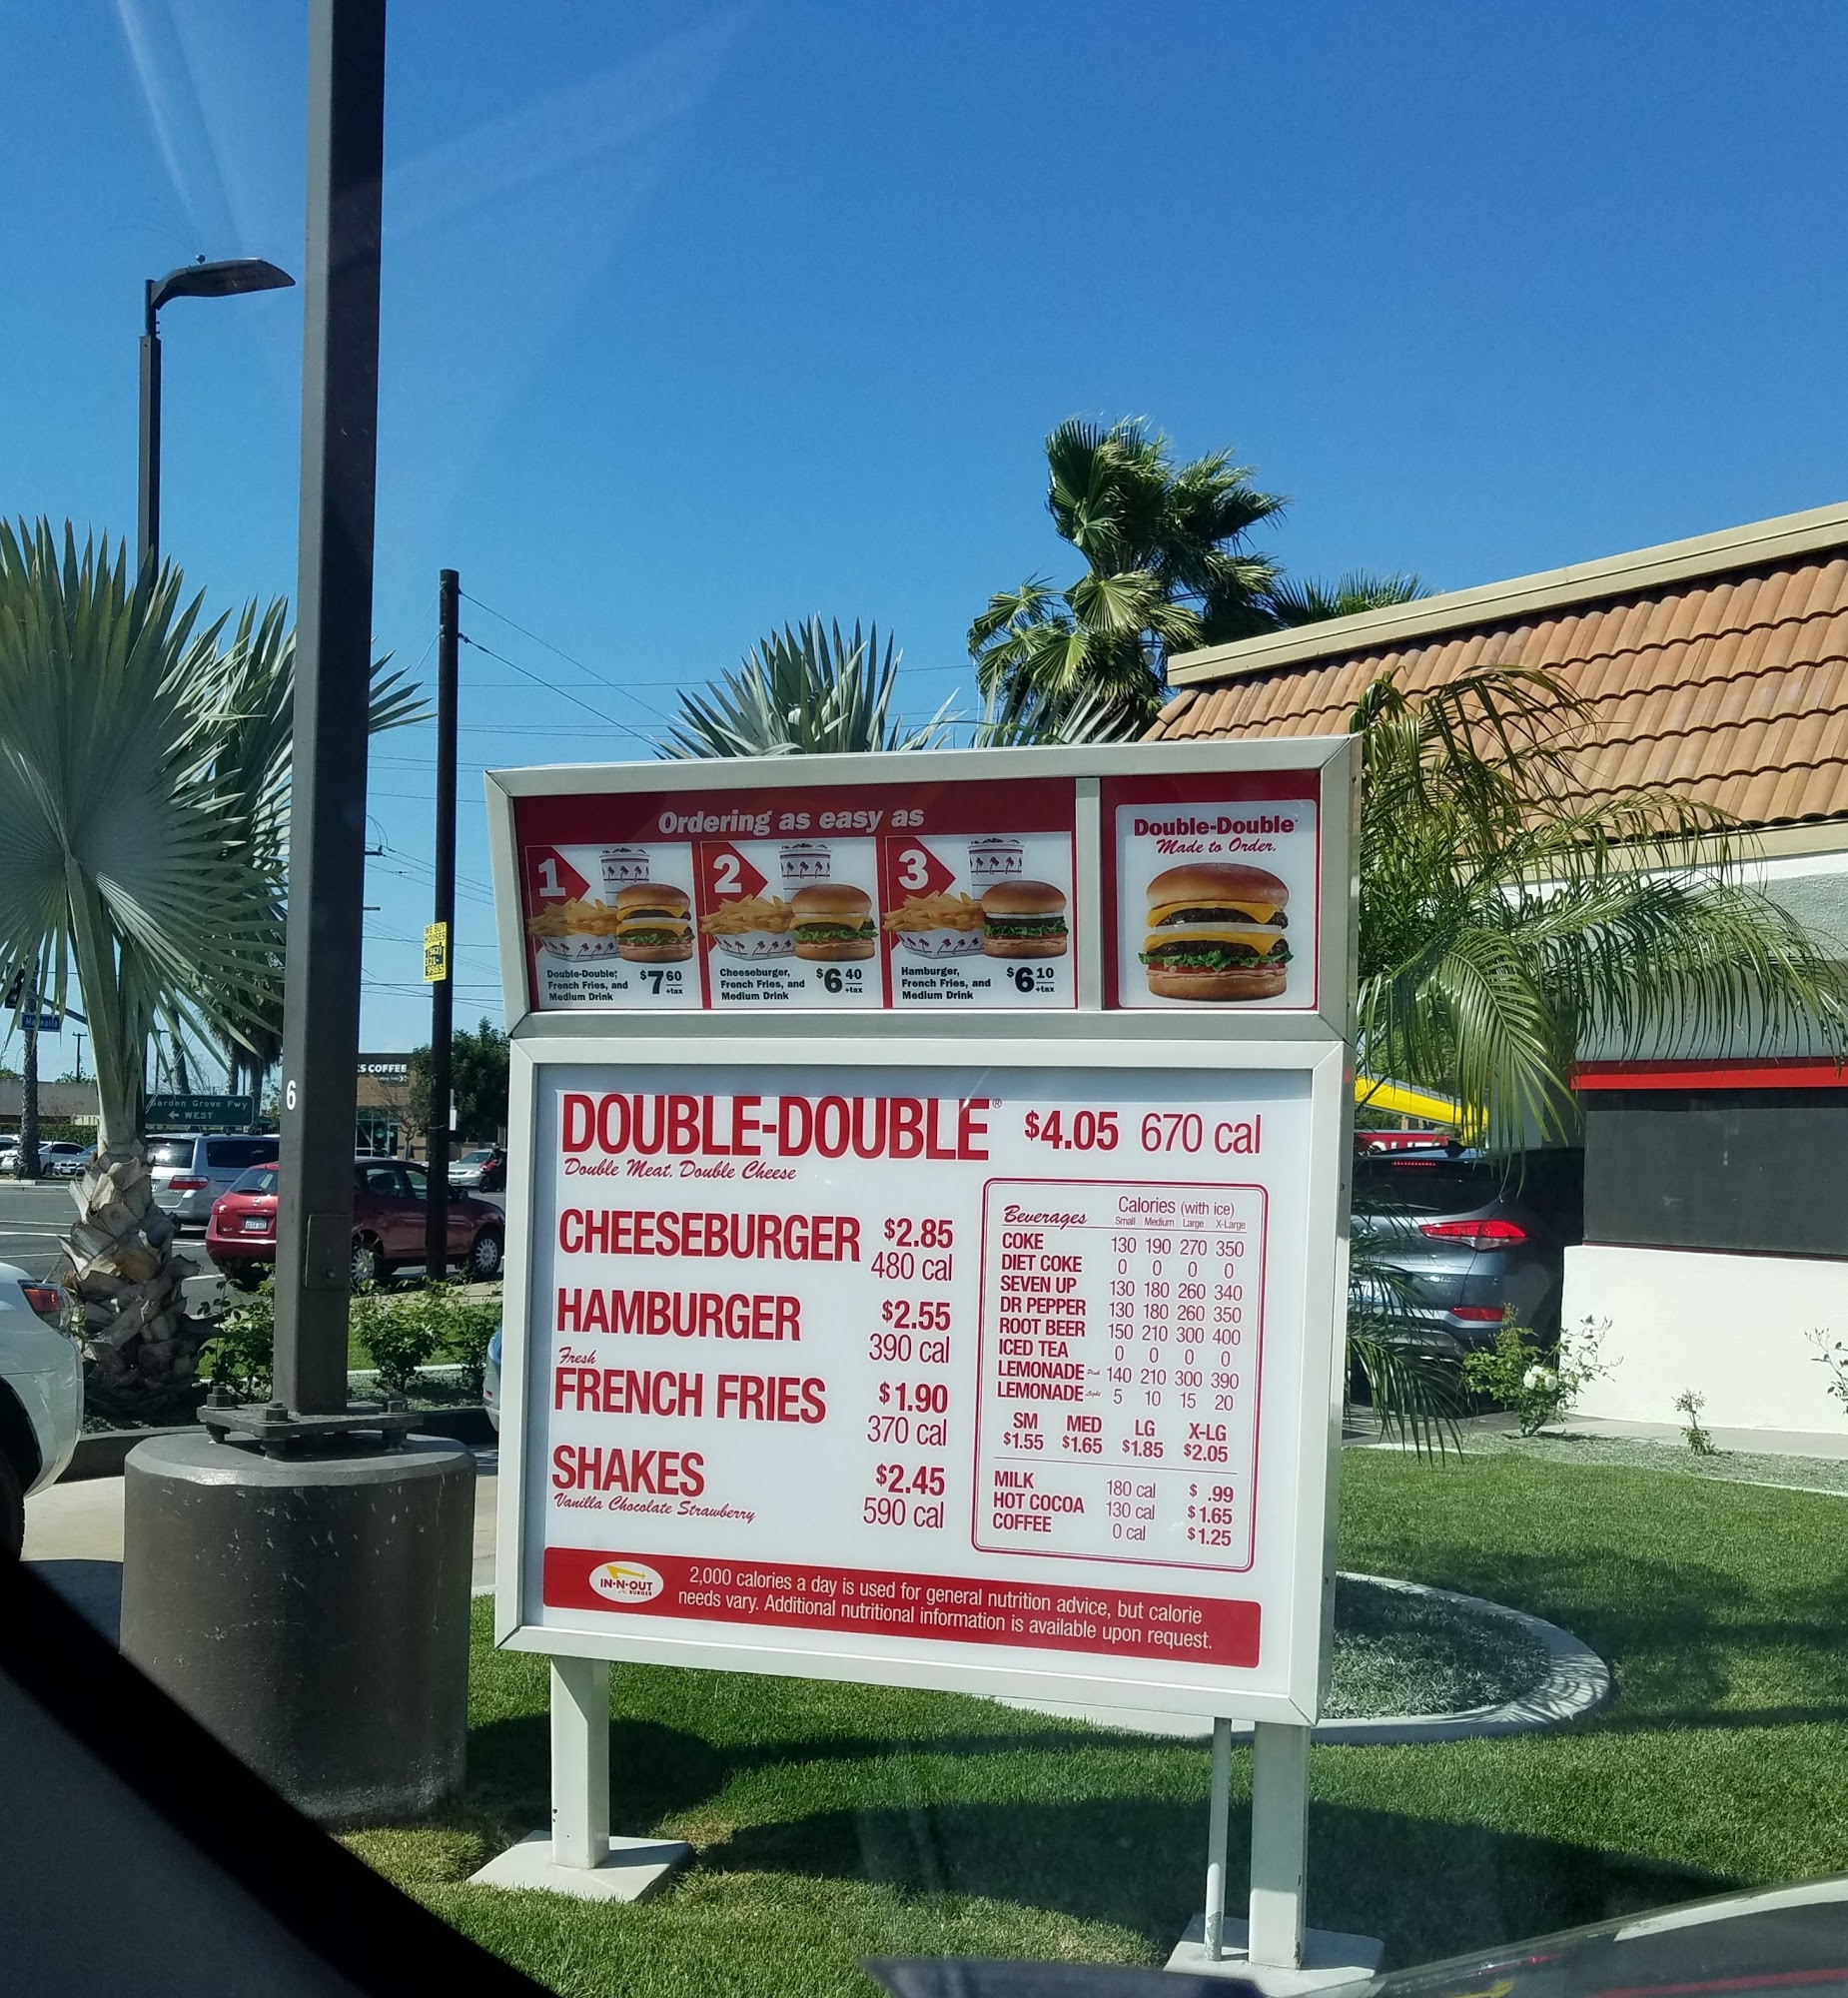 Ordering as easy as
1
2
3
Double-Double®,
French Fries, and
Medium Drink
$7 60
+tax
Cheeseburger,
French Fries, and
Medium Drink
$6 40
+tax
Hamburger,
French Fries, and
Medium Drink
$6 10
+tax
Double-Double®
Made to Order.
DOUBLE-DOUBLE® $4.05 670 cal
Double Meat. Double Cheese
CHEESEBURGER $2.85
480 cal
HAMBURGER $2.55
390 cal
Fresh
FRENCH FRIES $1.90
370 cal
SHAKES $2.45
590 cal
Vanilla Chocolate Strawberry
Calories (with ice)
Beverages Small Medium Large X-Large
COKE 130 190 270 350
DIET COKE 0 0 0 0
SEVEN UP 130 180 260 340
DR PEPPER 130 180 260 350
ROOT BEER 150 210 300 400
ICED TEA 0 0 0 0
LEMONADE Pink 140 210 300 390
LEMONADE Light 5 10 15 20
SM MED LG X-LG
$1.55 $1.65 $1.85 $2.05
MILK 180 cal $ .99
HOT COCOA 130 cal $1.65
COFFEE 0 cal $1.25
IN-N-OUT
BURGER
2,000 calories a day is used for general nutrition advice, but calorie
needs vary. Additional nutritional information is available upon request.
6
KS COFFEE
Garden Grove Fwy
← WEST
Magnolia
WE BUY
HOUSES